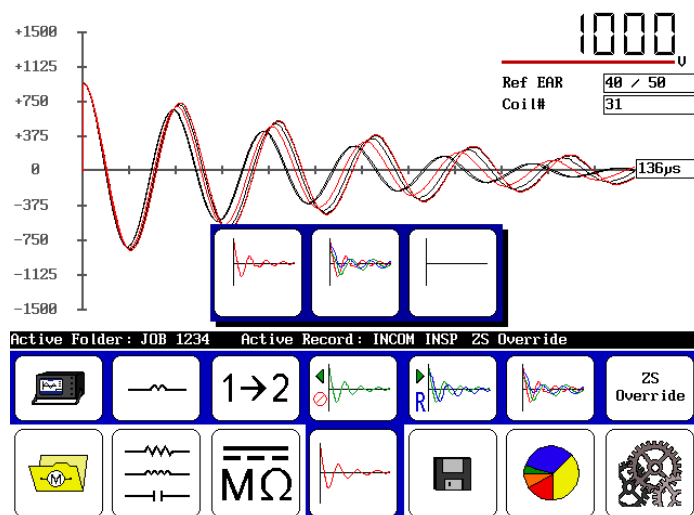 +1500
1000
V
+1125
Ref EAR 40 / 50
+750
Coil# 31
+375
0
136µs
-375
-750
-1125
-1500
Active Folder: JOB 1234 Active Record: INCOM INSP ZS Override
1→2
R
ZS
Override
M
MΩ